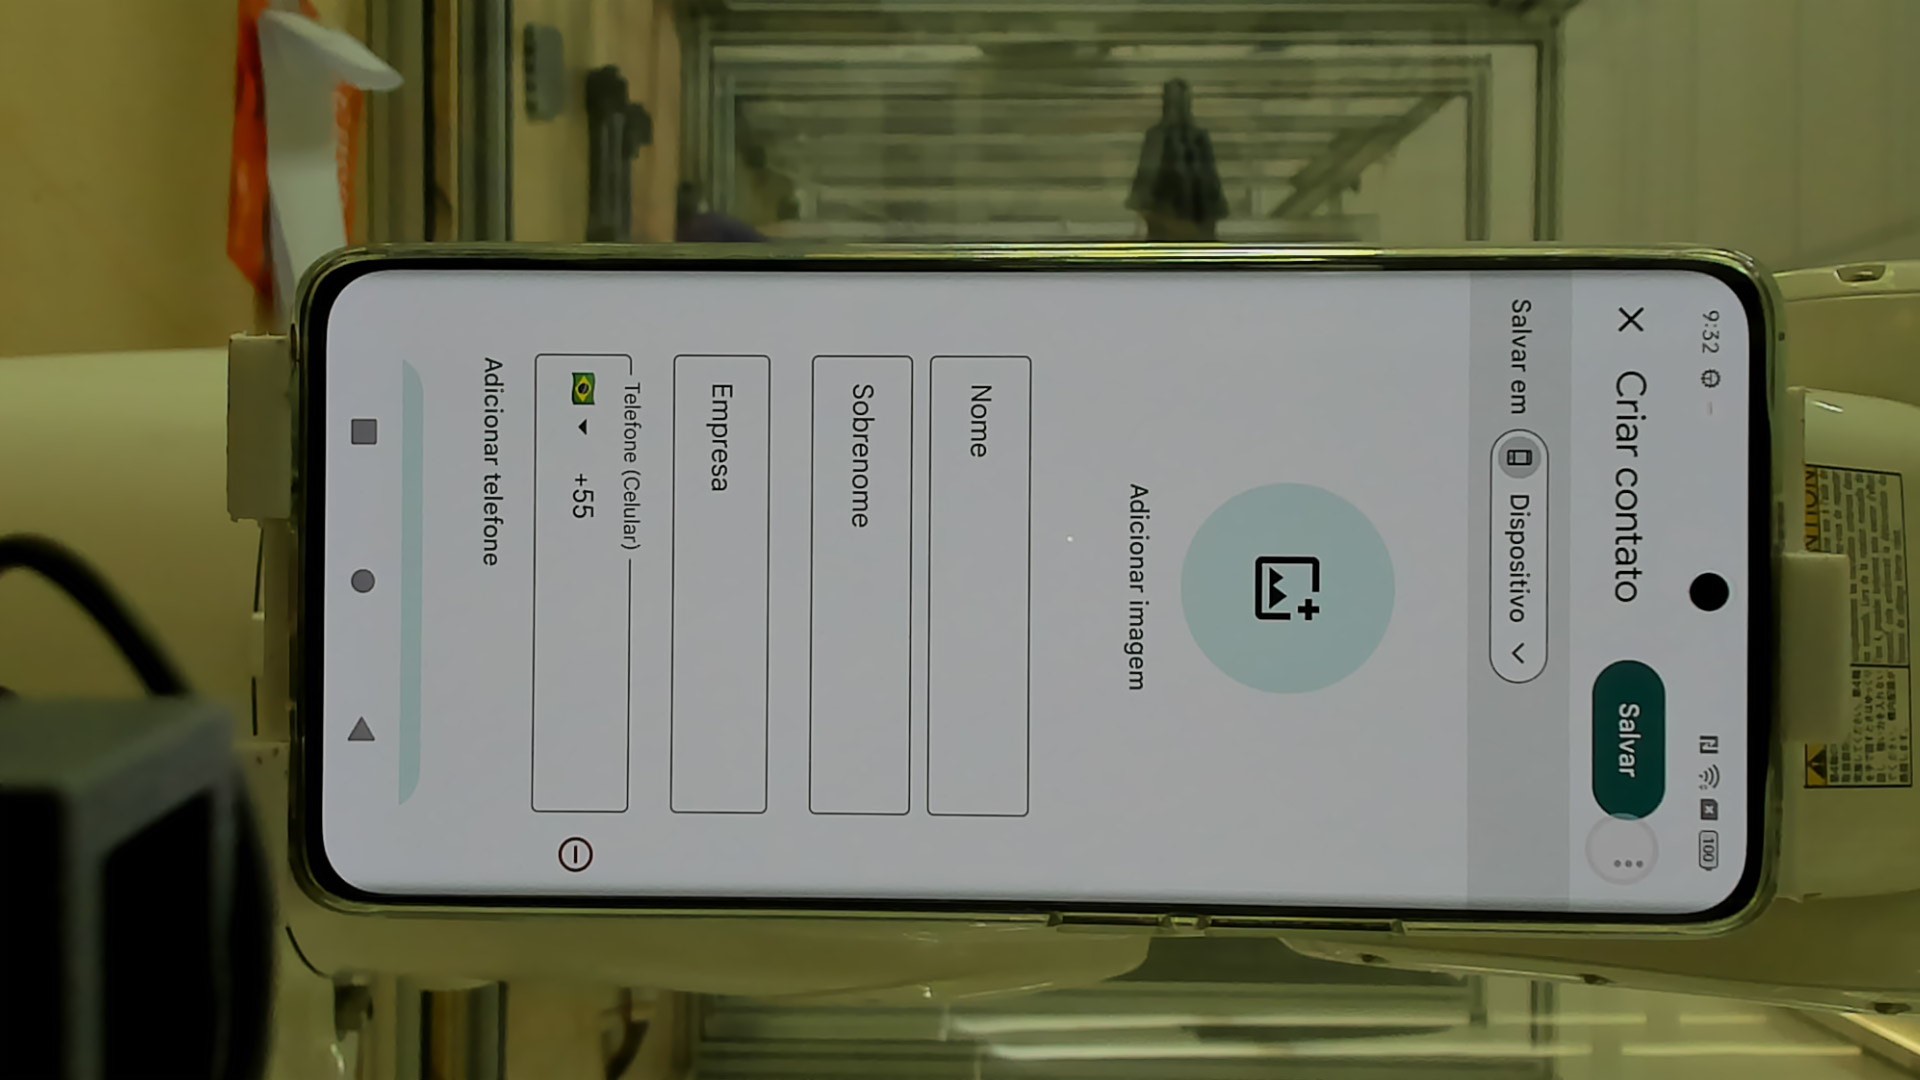 9:32
100
Criar contato
Salvar
Salvar em
Dispositivo
Adicionar imagem
Nome
Sobrenome
Empresa
Telefone (Celular)
+55
Adicionar telefone